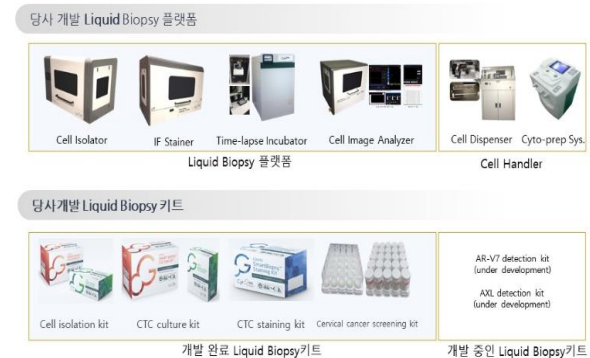 당사 개발 Liquid Biopsy 플랫폼
Cell Isolator
IF Stainer
Time-lapse Incubator
Cell Image Analyzer
Cell Dispenser
Cyto-prep Sys.
Liquid Biopsy 플랫폼
Cell Handler
당사개발 Liquid Biopsy 키트
AR-V7 detection kit
(under development)
AXL detection kit
(under development)
Cell isolation kit
CTC culture kit
CTC staining kit
Cervical cancer screening kit
개발 완료 Liquid Biopsy키트
개발 중인 Liquid Biopsy키트